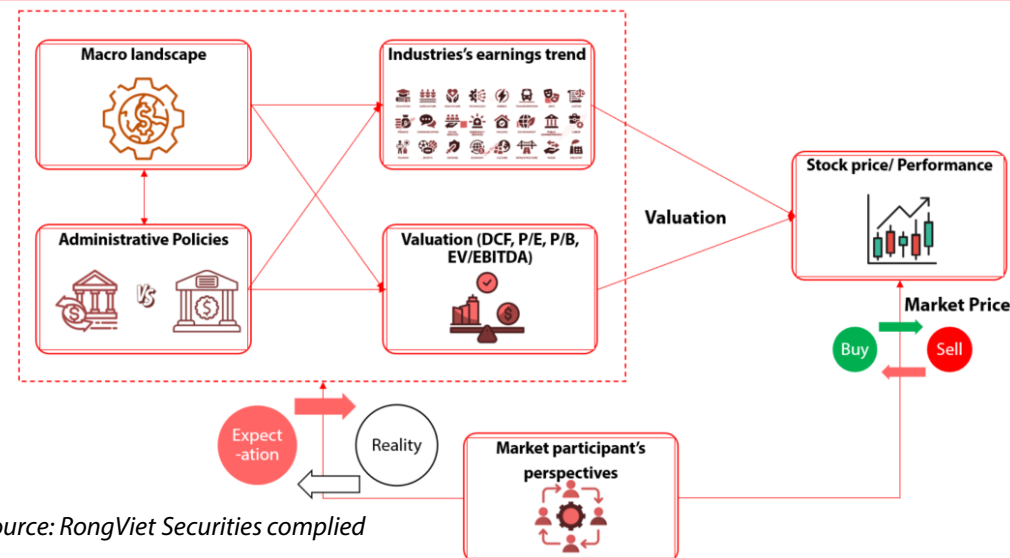 Macro landscape
Industries's earnings trend
Stock price/ Performance
Administrative Policies
VS
Valuation (DCF, P/E, P/B,
EV/EBITDA)
Valuation
Market Price
Buy
Sell
Expect
-ation
Reality
Market participant's
perspectives
ource: RongViet Securities complied